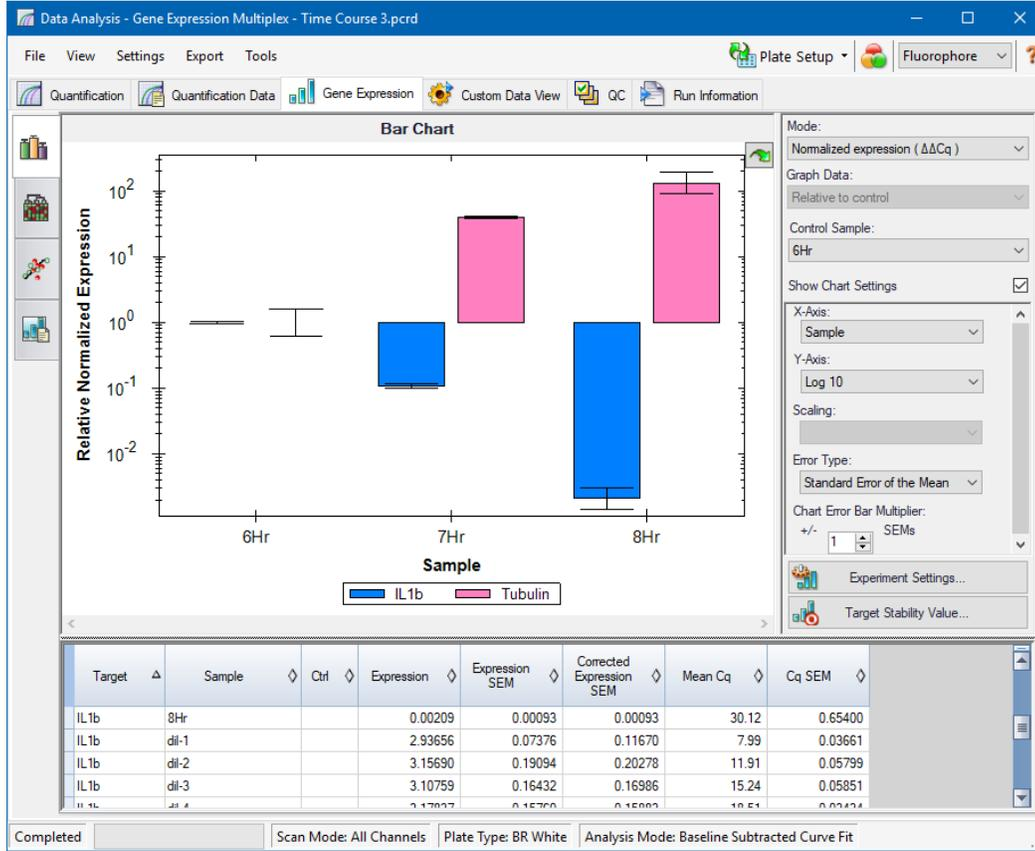 Data Analysis - Gene Expression Multiplex - Time Course 3.pcrd
File View Settings Export Tools
Plate Setup
Fluorophore
?
Quantification Quantification Data Gene Expression Custom Data View QC Run Information
Bar Chart
Relative Normalized Expression
10^2
10^1
10^0
10^-1
10^-2
6Hr 7Hr 8Hr
Sample
IL1b Tubulin
Mode:
Normalized expression ( ΔΔCq )
Graph Data:
Relative to control
Control Sample:
6Hr
Show Chart Settings
X-Axis:
Sample
Y-Axis:
Log 10
Scaling:
Error Type:
Standard Error of the Mean
Chart Error Bar Multiplier:
+/- 1 SEMs
Experiment Settings...
Target Stability Value...
Target Sample Ctrl Expression Expression SEM Corrected Expression SEM Mean Cq Cq SEM
IL1b 8Hr 0.00209 0.00093 0.00093 30.12 0.65400
IL1b dil-1 2.93656 0.07376 0.11670 7.99 0.03661
IL1b dil-2 3.15690 0.19094 0.20278 11.91 0.05799
IL1b dil-3 3.10759 0.16432 0.16986 15.24 0.05851
Completed Scan Mode: All Channels Plate Type: BR White Analysis Mode: Baseline Subtracted Curve Fit